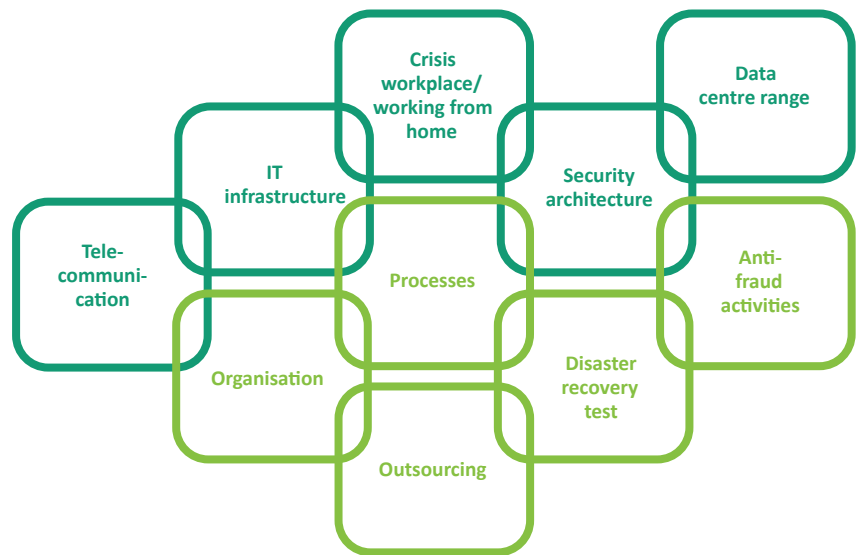 Crisis
workplace/
working from
home
Data
centre range
IT
infrastructure
Security
architecture
Tele-
communi-
cation
Processes
Anti-
fraud
activities
Organisation
Disaster
recovery
test
Outsourcing